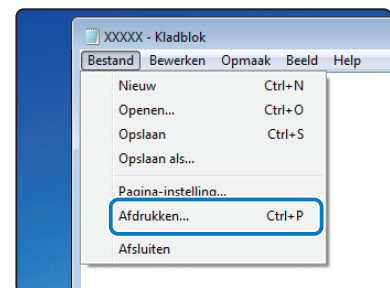 XXXXX - Kladblok
Bestand Bewerken Opmaak Beeld Help
Nieuw Ctrl+N
Openen... Ctrl+O
Opslaan Ctrl+S
Opslaan als...
Pagina-instelling...
Afdrukken... Ctrl+P
Afsluiten